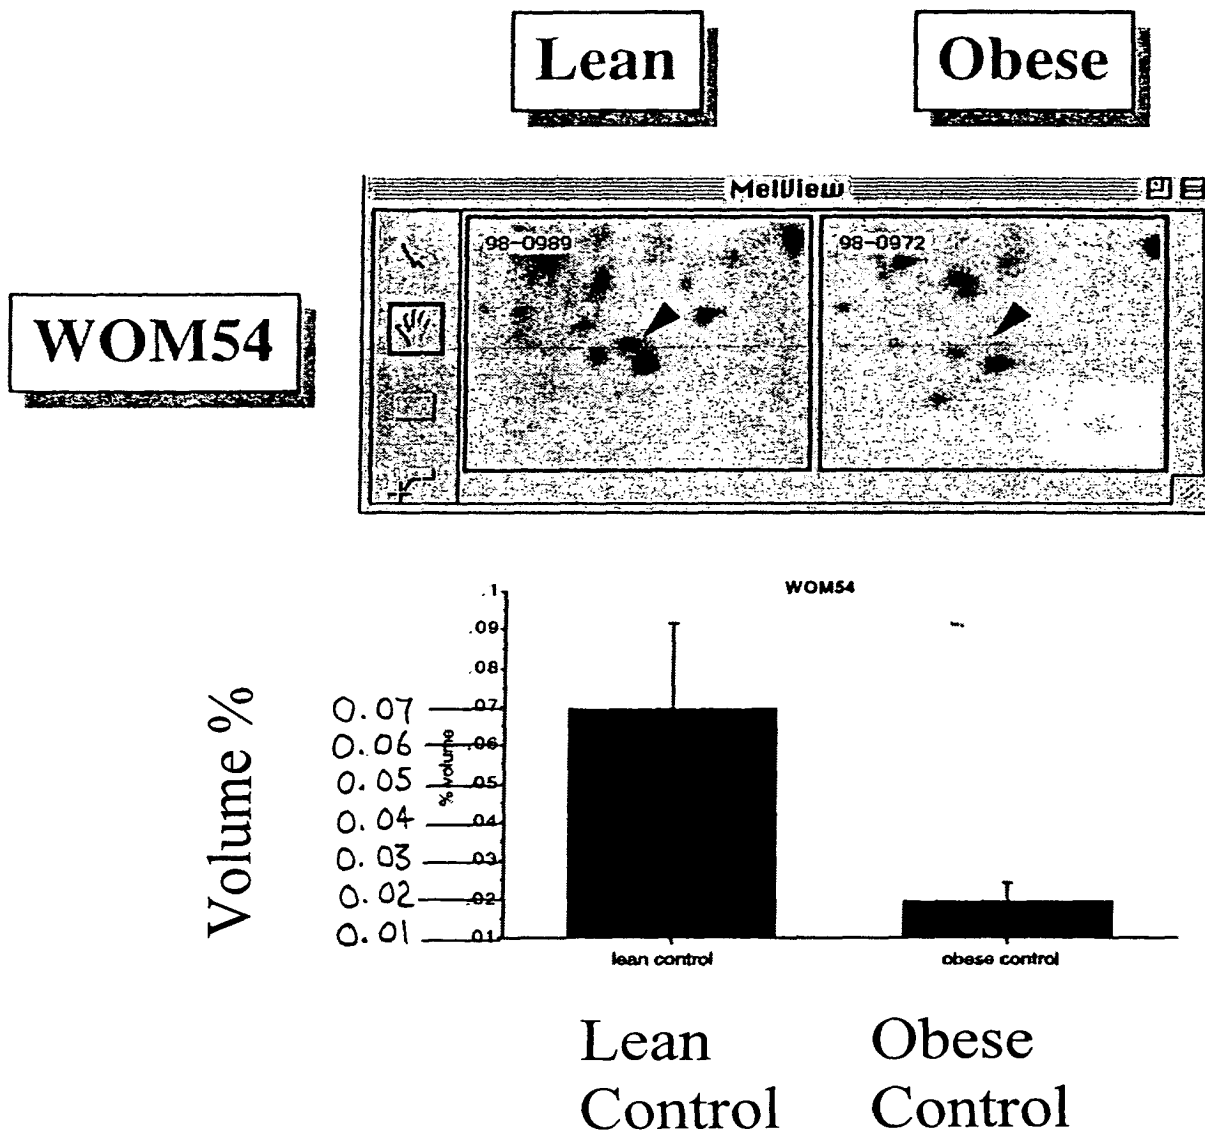 Lean
Obese
MelView
98-0989
98-0972
WOM54
WOM54
.1
.09
.08
0.07 .07
0.06 .06
0.05 .05
0.04 .04
0.03 .03
0.02 .02
0.01 .01
% volume
Volume %
lean control
obese control
Lean
Control
Obese
Control